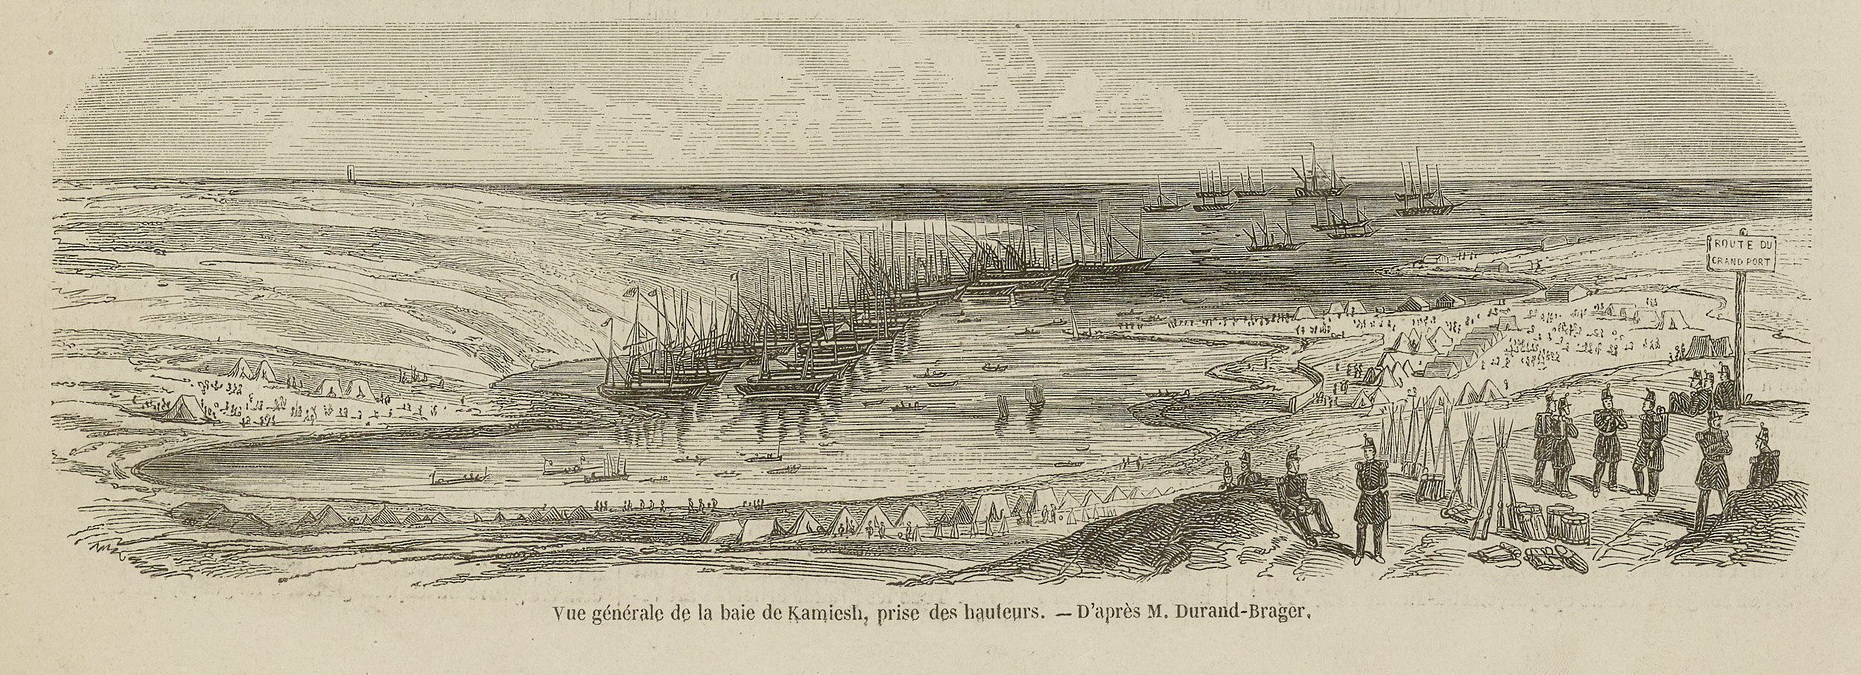 ROUTE DU
GRAND PORT
Vue générale de la baie de Kamiesh, prise des hauteurs. — D'après M. Durand-Brager.